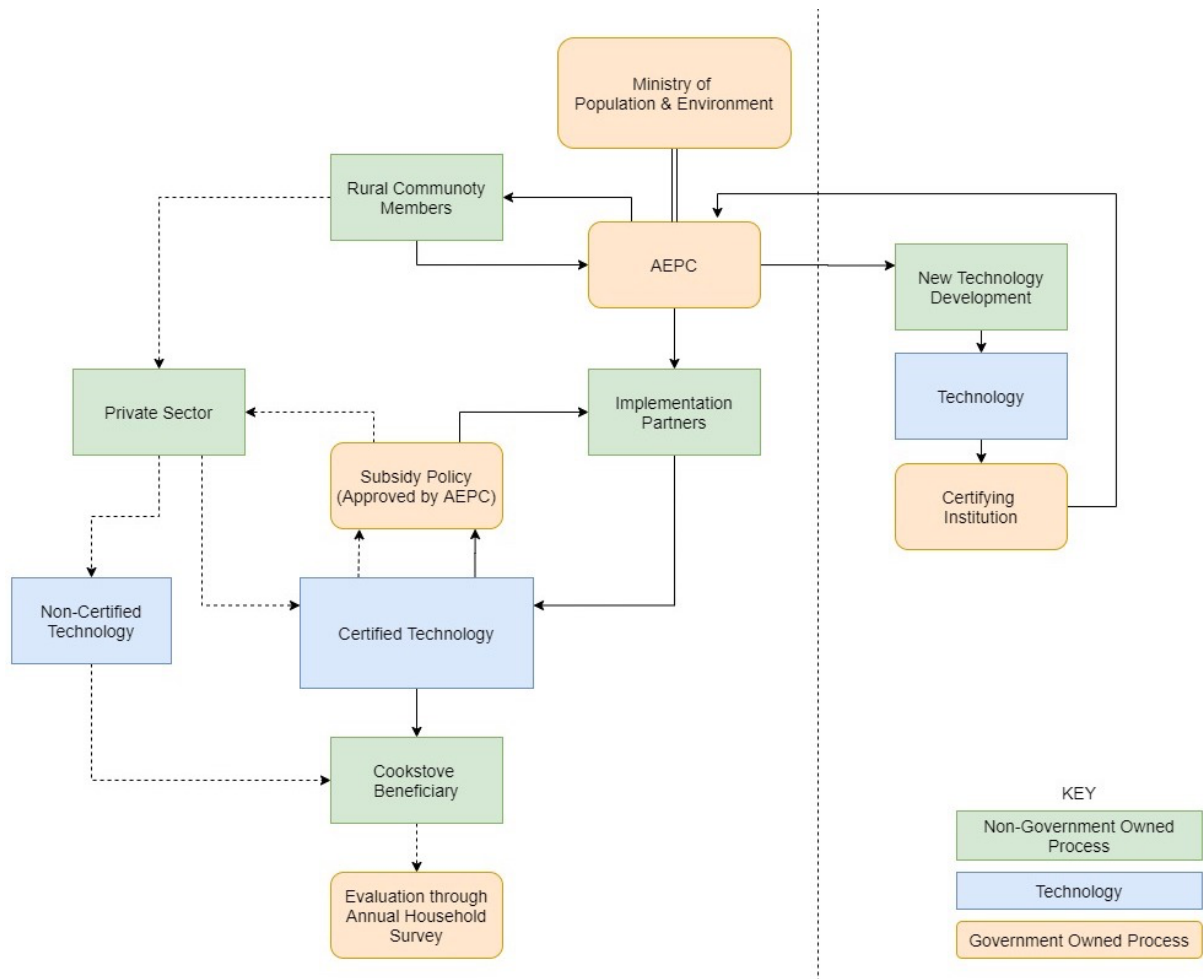 Ministry of
Population & Environment
Rural Communoty
Members
AEPC
New Technology
Development
Private Sector
Implementation
Partners
Technology
Subsidy Policy
(Approved by AEPC)
Certifying
Institution
Non-Certified
Technology
Certified Technology
Cookstove
Beneficiary
Evaluation through
Annual Household
Survey
KEY
Non-Government Owned
Process
Technology
Government Owned Process